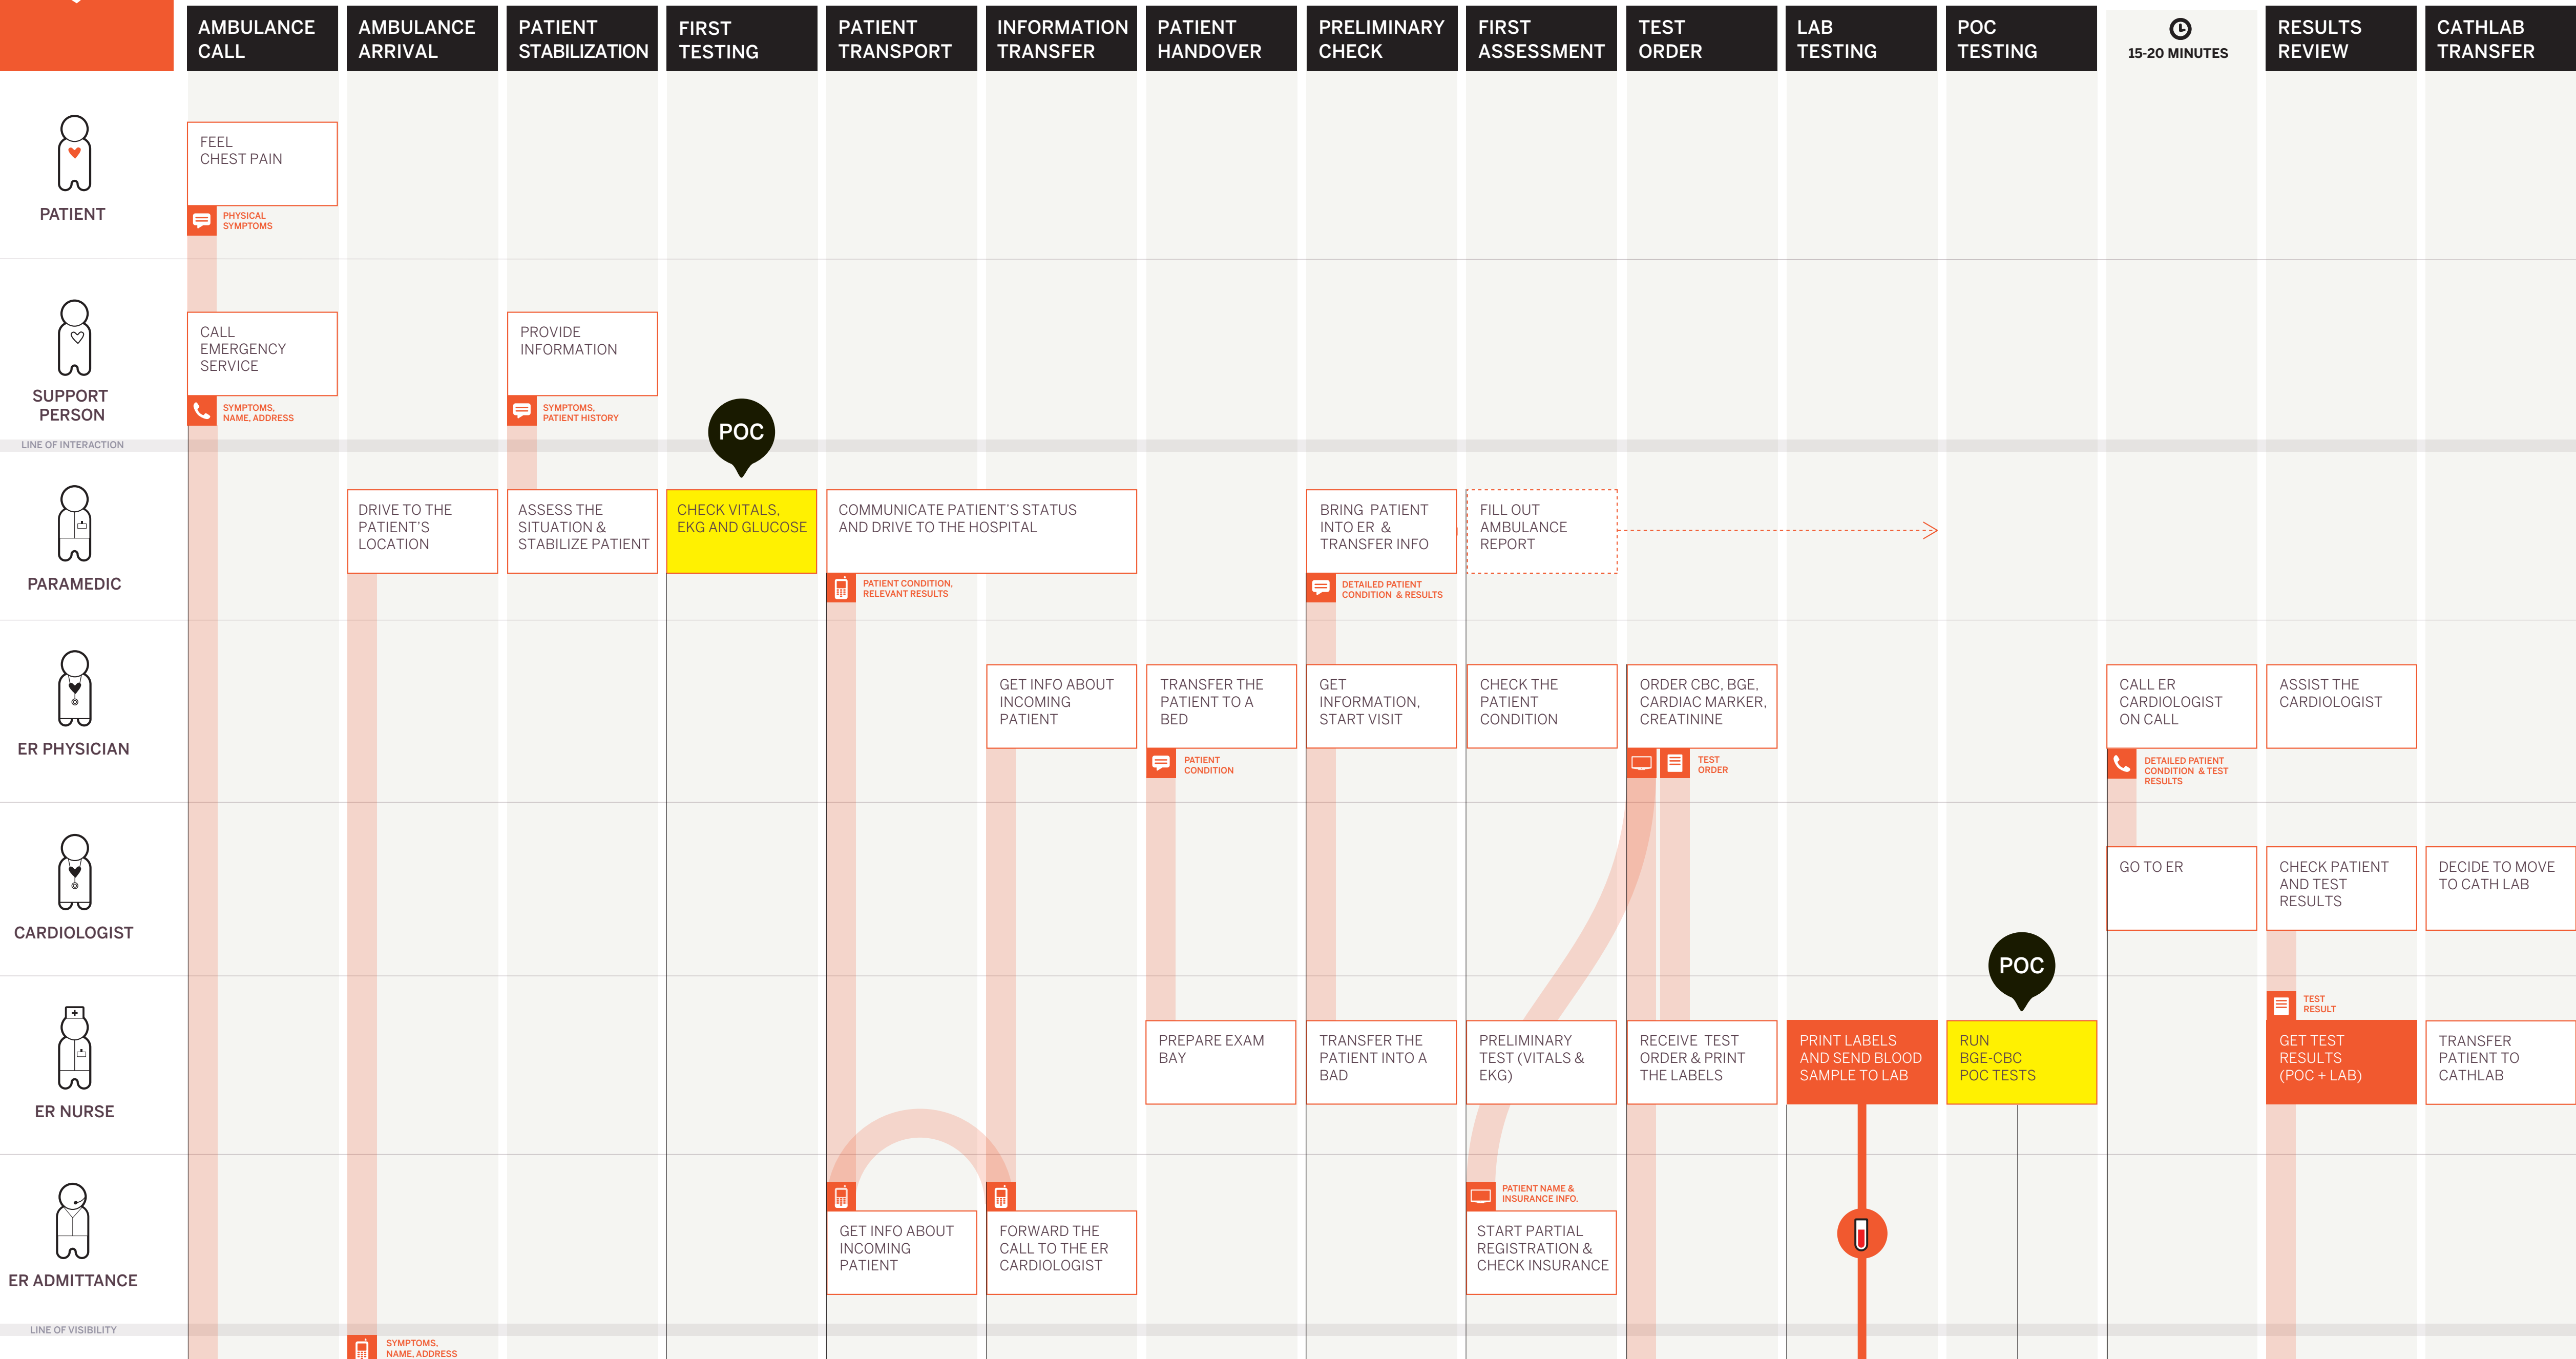 AMBULANCE
CALL
AMBULANCE
ARRIVAL
PATIENT
STABILIZATION
FIRST
TESTING
PATIENT
TRANSPORT
INFORMATION
TRANSFER
PATIENT
HANDOVER
PRELIMINARY
CHECK
FIRST
ASSESSMENT
TEST
ORDER
LAB
TESTING
POC
TESTING
15-20 MINUTES
RESULTS
REVIEW
CATHLAB
TRANSFER
PATIENT
FEEL
CHEST PAIN
PHYSICAL
SYMPTOMS
SUPPORT
PERSON
CALL
EMERGENCY
SERVICE
SYMPTOMS,
NAME, ADDRESS
PROVIDE
INFORMATION
SYMPTOMS,
PATIENT HISTORY
POC
LINE OF INTERACTION
PARAMEDIC
DRIVE TO THE
PATIENT'S
LOCATION
ASSESS THE
SITUATION &
STABILIZE PATIENT
CHECK VITALS,
EKG AND GLUCOSE
COMMUNICATE PATIENT'S STATUS
AND DRIVE TO THE HOSPITAL
PATIENT CONDITION,
RELEVANT RESULTS
BRING PATIENT
INTO ER &
TRANSFER INFO
DETAILED PATIENT
CONDITION & RESULTS
FILL OUT
AMBULANCE
REPORT
ER PHYSICIAN
GET INFO ABOUT
INCOMING
PATIENT
TRANSFER THE
PATIENT TO A
BED
PATIENT
CONDITION
GET
INFORMATION,
START VISIT
CHECK THE
PATIENT
CONDITION
ORDER CBC, BGE,
CARDIAC MARKER,
CREATININE
TEST
ORDER
CALL ER
CARDIOLOGIST
ON CALL
DETAILED PATIENT
CONDITION & TEST
RESULTS
ASSIST THE
CARDIOLOGIST
CARDIOLOGIST
GO TO ER
CHECK PATIENT
AND TEST
RESULTS
DECIDE TO MOVE
TO CATH LAB
POC
TEST
RESULT
ER NURSE
PREPARE EXAM
BAY
TRANSFER THE
PATIENT INTO A
BAD
PRELIMINARY
TEST (VITALS &
EKG)
RECEIVE TEST
ORDER & PRINT
THE LABELS
PRINT LABELS
AND SEND BLOOD
SAMPLE TO LAB
RUN
BGE-CBC
POC TESTS
GET TEST
RESULTS
(POC + LAB)
TRANSFER
PATIENT TO
CATHLAB
ER ADMITTANCE
GET INFO ABOUT
INCOMING
PATIENT
FORWARD THE
CALL TO THE ER
CARDIOLOGIST
PATIENT NAME &
INSURANCE INFO.
START PARTIAL
REGISTRATION &
CHECK INSURANCE
LINE OF VISIBILITY
SYMPTOMS,
NAME, ADDRESS